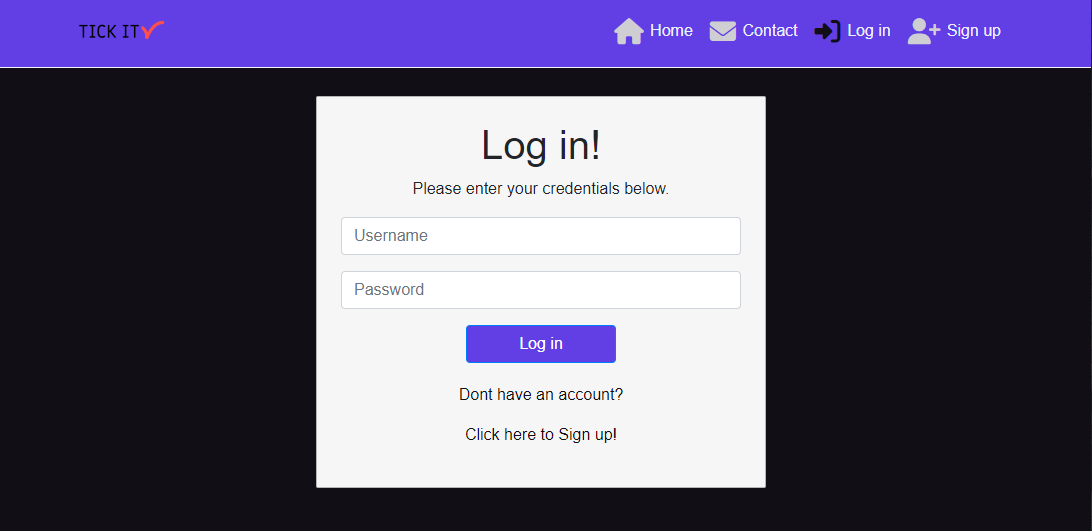 TICK IT
Home Contact Log in Sign up
Log in!
Please enter your credentials below.
Username
Password
Log in
Dont have an account?
Click here to Sign up!